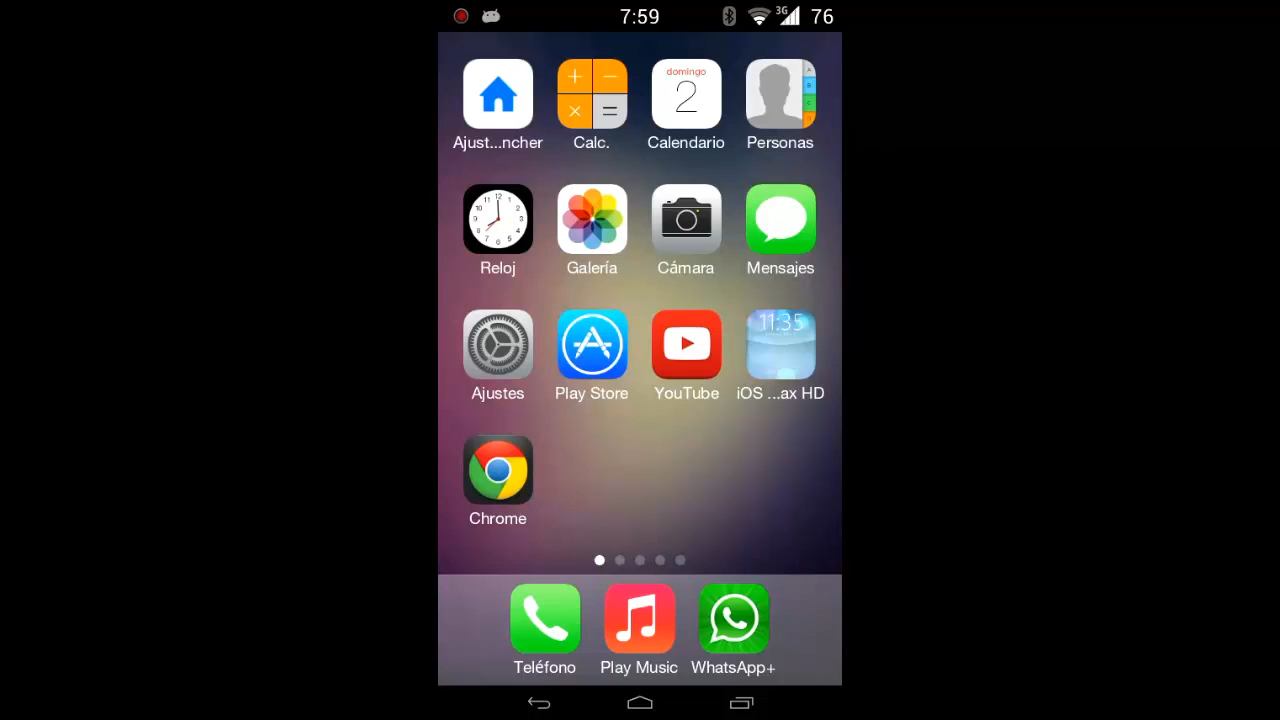 7:59 3G 76
domingo
2
Ajust...ncher Calc. Calendario Personas
Reloj Galería Cámara Mensajes
11:35
Ajustes Play Store YouTube iOS ...ax HD
Chrome
Teléfono Play Music WhatsApp+